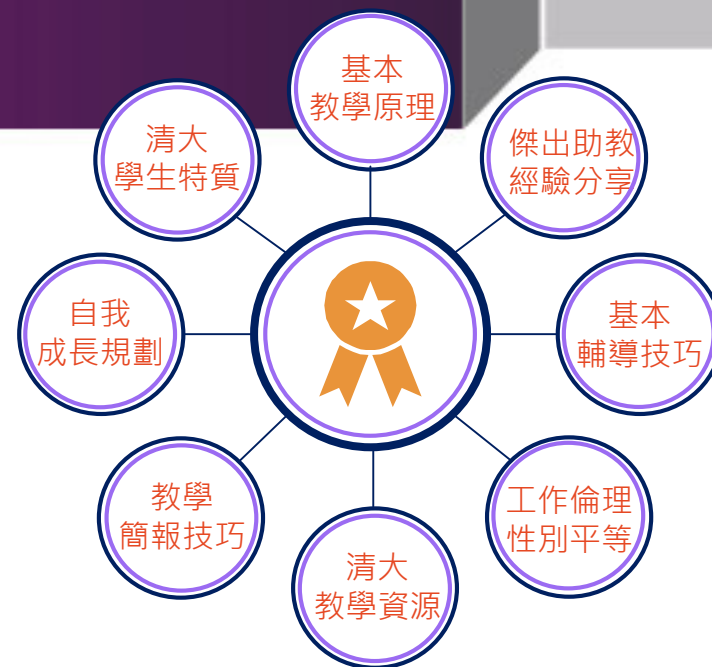 基本
教學原理
傑出助教
經驗分享
基本
輔導技巧
工作倫理
性別平等
清大
教學資源
教學
簡報技巧
自我
成長規劃
清大
學生特質